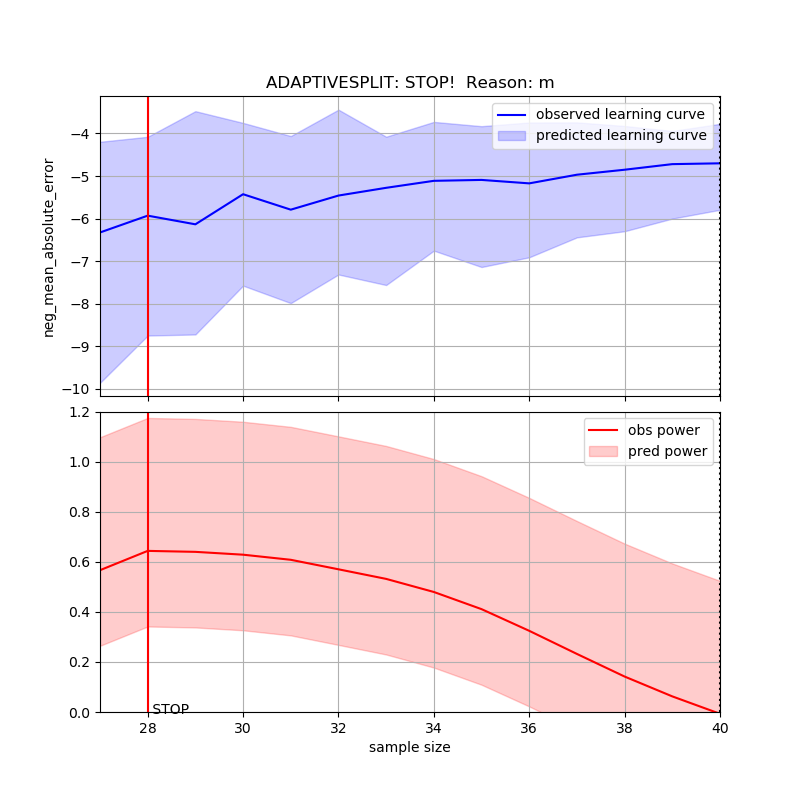 ADAPTIVESPLIT: STOP!  Reason: m
observed learning curve
predicted learning curve
neg_mean_absolute_error
−4
−5
−6
−7
−8
−9
−10
obs power
pred power
1.2
1.0
0.8
0.6
0.4
0.2
0.0
STOP
28
30
32
34
36
38
40
sample size